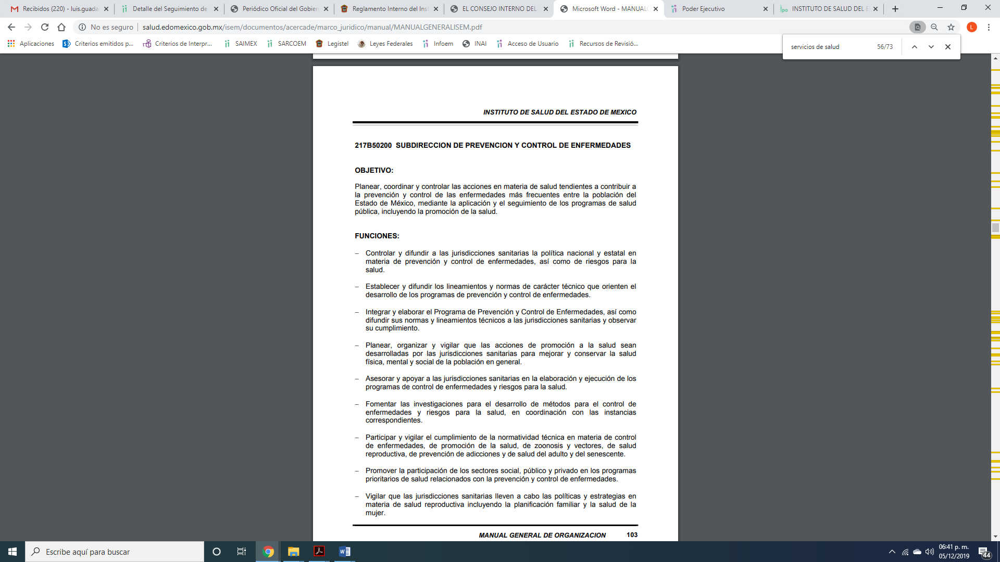 Recibidos (220) - luis.guada
Detalle del Seguimiento de
Periódico Oficial del Gobier
Reglamento Interno del Inst
EL CONSEJO INTERNO DEL
Microsoft Word - MANUALG
Poder Ejecutivo
INSTITUTO DE SALUD DEL E
No es seguro
salud.edomexico.gob.mx/isem/documentos/acercade/marco_juridico/manual/MANUALGENERALISEM.pdf
L
Aplicaciones
Criterios emitidos p...
Criterios de Interpr...
SAIMEX
SARCOEM
Legistel
Leyes Federales
Infoem
INAI
Acceso de Usuario
Recursos de Revisió...
servicios de salud
56/73
INSTITUTO DE SALUD DEL ESTADO DE MEXICO
217B50200 SUBDIRECCION DE PREVENCION Y CONTROL DE ENFERMEDADES
OBJETIVO:
Planear, coordinar y controlar las acciones en materia de salud tendientes a contribuir a
la prevención y control de las enfermedades más frecuentes entre la población del
Estado de México, mediante la aplicación y el seguimiento de los programas de salud
pública, incluyendo la promoción de la salud.
FUNCIONES:
– Controlar y difundir a las jurisdicciones sanitarias la política nacional y estatal en
materia de prevención y control de enfermedades, así como de riesgos para la
salud.
– Establecer y difundir los lineamientos y normas de carácter técnico que orienten el
desarrollo de los programas de prevención y control de enfermedades.
– Integrar y elaborar el Programa de Prevención y Control de Enfermedades, así como
difundir sus normas y lineamientos técnicos a las jurisdicciones sanitarias y observar
su cumplimiento.
– Planear, organizar y vigilar que las acciones de promoción a la salud sean
desarrolladas por las jurisdicciones sanitarias para mejorar y conservar la salud
física, mental y social de la población en general.
– Asesorar y apoyar a las jurisdicciones sanitarias en la elaboración y ejecución de los
programas de control de enfermedades y riesgos para la salud.
– Fomentar las investigaciones para el desarrollo de métodos para el control de
enfermedades y riesgos para la salud, en coordinación con las instancias
correspondientes.
– Participar y vigilar el cumplimiento de la normatividad técnica en materia de control
de enfermedades, de promoción de la salud, de zoonosis y vectores, de salud
reproductiva, de prevención de adicciones y de salud del adulto y del senescente.
– Promover la participación de los sectores social, público y privado en los programas
prioritarios de salud relacionados con la prevención y control de enfermedades.
– Vigilar que las jurisdicciones sanitarias lleven a cabo las políticas y estrategias en
materia de salud reproductiva incluyendo la planificación familiar y la salud de la
mujer.
MANUAL GENERAL DE ORGANIZACION 103
Escribe aquí para buscar
06:41 p. m.
05/12/2019
44